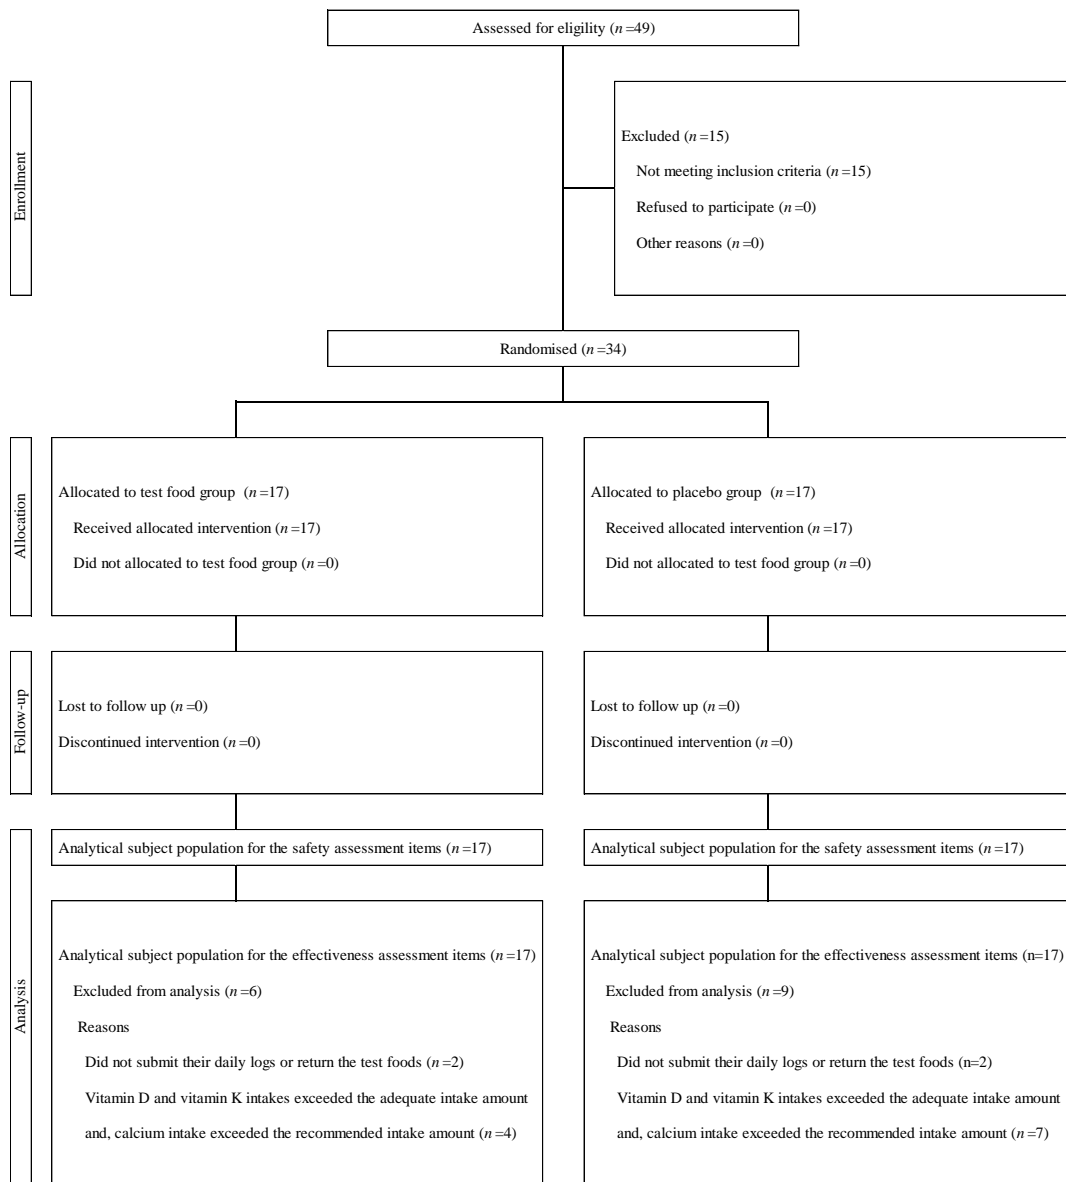 Assessed for eligility (n=49)
Enrollment
Excluded (n=15)
Not meeting inclusion criteria (n=15)
Refused to participate (n=0)
Other reasons (n=0)
Randomised (n=34)
Allocation
Allocated to test food group (n=17)
Received allocated intervention (n=17)
Did not allocated to test food group (n=0)
Allocated to placebo group (n=17)
Received allocated intervention (n=17)
Did not allocated to test food group (n=0)
Follow-up
Lost to follow up (n=0)
Discontinued intervention (n=0)
Lost to follow up (n=0)
Discontinued intervention (n=0)
Analysis
Analytical subject population for the safety assessment items (n=17)
Analytical subject population for the safety assessment items (n=17)
Analytical subject population for the effectiveness assessment items (n=17)
Excluded from analysis (n=6)
Reasons
Did not submit their daily logs or return the test foods (n=2)
Vitamin D and vitamin K intakes exceeded the adequate intake amount
and, calcium intake exceeded the recommended intake amount (n=4)
Analytical subject population for the effectiveness assessment items (n=17)
Excluded from analysis (n=9)
Reasons
Did not submit their daily logs or return the test foods (n=2)
Vitamin D and vitamin K intakes exceeded the adequate intake amount
and, calcium intake exceeded the recommended intake amount (n=7)